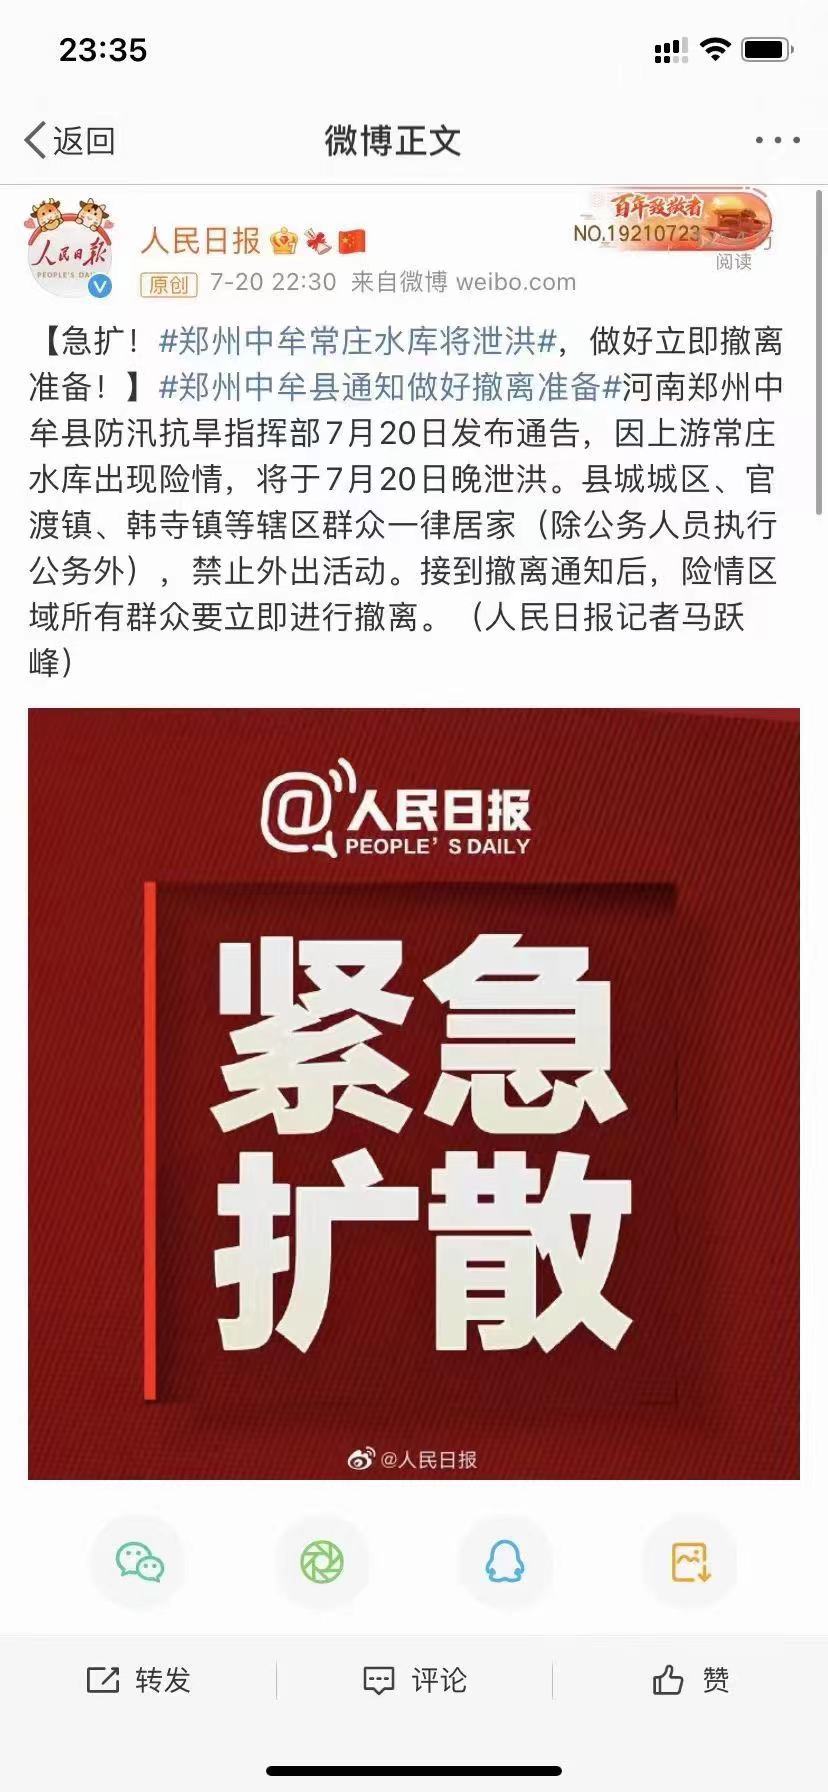 23:35
返回
微博正文
人民日报
PEOPLE'S DA
人民日报
百年致敬者
NO.19210723
阅读
原创 7-20 22:30 来自微博 weibo.com
【急扩！#郑州中牟常庄水库将泄洪#，做好立即撤离
准备！】#郑州中牟县通知做好撤离准备#河南郑州中
牟县防汛抗旱指挥部7月20日发布通告，因上游常庄
水库出现险情，将于7月20日晚泄洪。县城城区、官
渡镇、韩寺镇等辖区群众一律居家（除公务人员执行
公务外），禁止外出活动。接到撤离通知后，险情区
域所有群众要立即进行撤离。（人民日报记者马跃
峰）
@人民日报
PEOPLE'S DAILY
紧急
扩散
@人民日报
转发
评论
赞